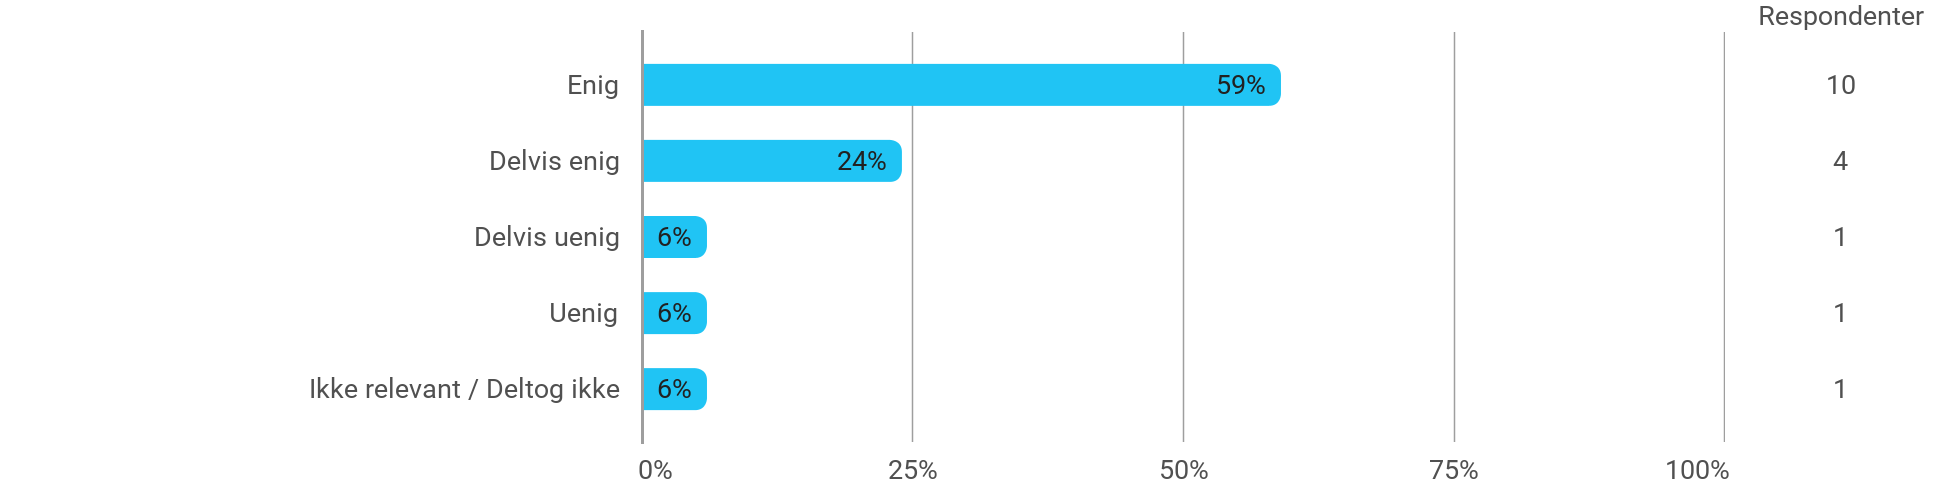 Respondenter
Enig 59% 10
Delvis enig 24% 4
Delvis uenig 6% 1
Uenig 6% 1
Ikke relevant / Deltog ikke 6% 1
0% 25% 50% 75% 100%